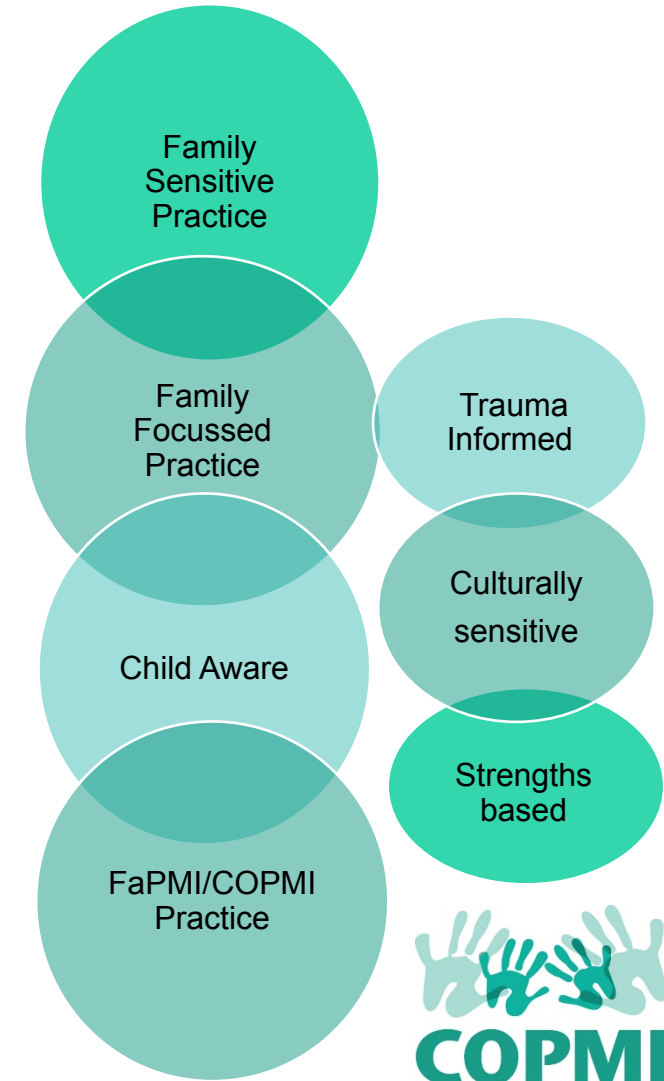 Family
Sensitive
Practice
Family
Focussed
Practice
Trauma
Informed
Culturally
sensitive
Child Aware
Strengths
based
FaPMI/COPMI
Practice
COPMI